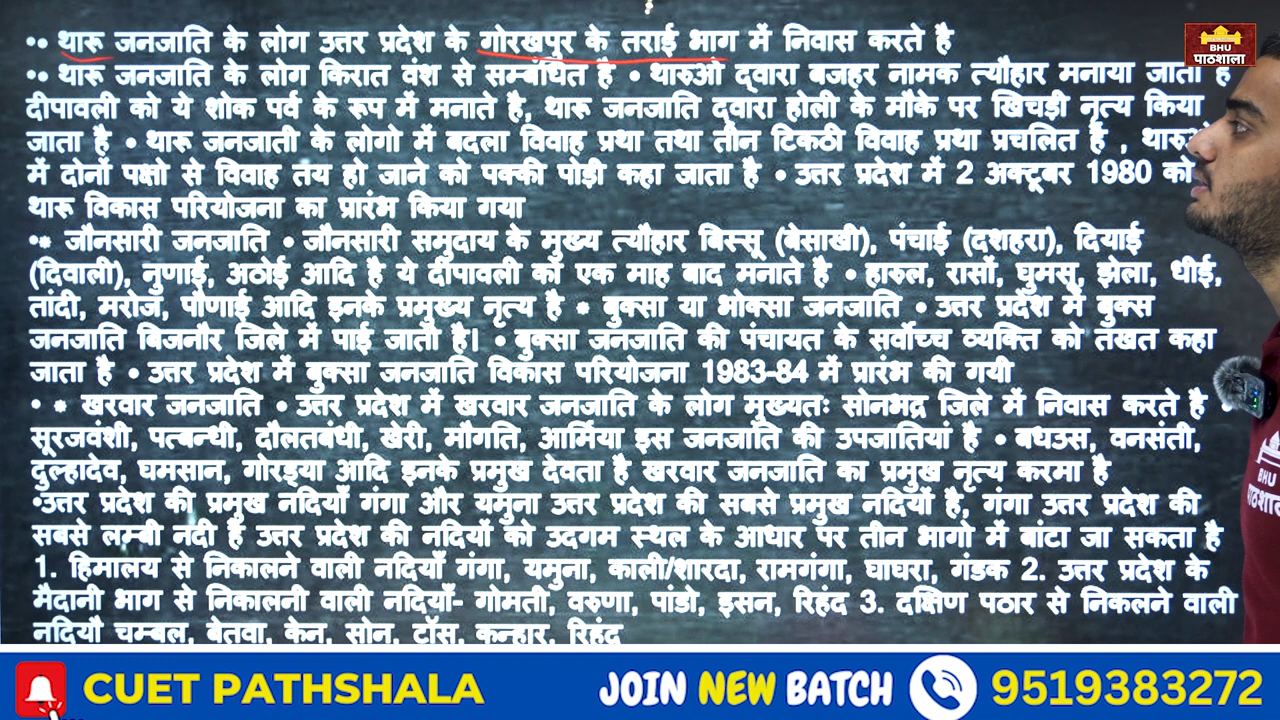 •• थारू जनजाति के लोग उत्तर प्रदेश के गोरखपुर के तराई भाग में निवास करते है
•• थारू जनजाति के लोग किरात वंश से सम्बंधित है • थारुओ द्वारा बजहर नामक त्यौहार मनाया जाता है
दीपावली को ये शोक पर्व के रूप में मनाते है, थारू जनजाति द्वारा होली के मौके पर खिचड़ी नृत्य किया
जाता है • थारू जनजाती के लोगो में बदला विवाह प्रथा तथा तीन टिकठी विवाह प्रथा प्रचलित है ,
में दोनों पक्षो से विवाह तय हो जाने को पक्की पोड़ी कहा जाता है • उत्तर प्रदेश में 2 अक्टूबर 1980 को
थारू विकास परियोजना का प्रारंभ किया गया
•* जौनसारी जनजाति • जौनसारी समुदाय के मुख्य त्यौहार बिस्सू (बेसाखी), पंचाई (दशहरा), दियाई
(दिवाली), नुणाई, अठोई आदि है ये दीपावली को एक माह बाद मनाते है • हारुल, रासों, घुमसू, झेला, धीई,
तांदी, मरोज, पौणाई आदि इनके प्रमुख्य नृत्य है * बुक्सा या भोक्सा जनजाति • उत्तर प्रदेश में बुक्स
जनजाति बिजनौर जिले में पाई जाती है। • बुक्सा जनजाति की पंचायत के सर्वोच्च व्यक्ति को तखत कहा
जाता है • उत्तर प्रदेश में बुक्सा जनजाति विकास परियोजना 1983-84 में प्रारंभ की गयी
• * खरवार जनजाति • उत्तर प्रदेश में खरवार जनजाति के लोग मुख्यतः सोनभद्र जिले में निवास करते है •
सूरजवंशी, पत्बन्धी, दौलतबंधी, खेरी, मौगति, आर्मिया इस जनजाति की उपजातियां है • बधउस, वनसंती,
दुल्हादेव, घमसान, गोरइ्या आदि इनके प्रमुख देवता है खरवार जनजाति का प्रमुख नृत्य करमा है
•उत्तर प्रदेश की प्रमुख नदियाँ गंगा और यमुना उत्तर प्रदेश की सबसे प्रमुख नदियों है, गंगा उत्तर प्रदेश की
सबसे लम्बी नदी है उत्तर प्रदेश की नदियों को उदगम स्थल के आधार पर तीन भागो में बांटा जा सकता है
1. हिमालय से निकालने वाली नदियाँ गंगा, यमुना, काली/शारदा, रामगंगा, घाघरा, गंडक 2. उत्तर प्रदेश के
मैदानी भाग से निकालनी वाली नदियाँ- गोमती, वरुणा, पांडो, इसन, रिहंद 3. दक्षिण पठार से निकलने वाली
नदियौ चम्बल, बेतवा, केन, सोन, टॉस, कन्हार, रिहंद
BHU
पाठशाला
BHU
CUET PATHSHALA
JOIN NEW BATCH
9519383272